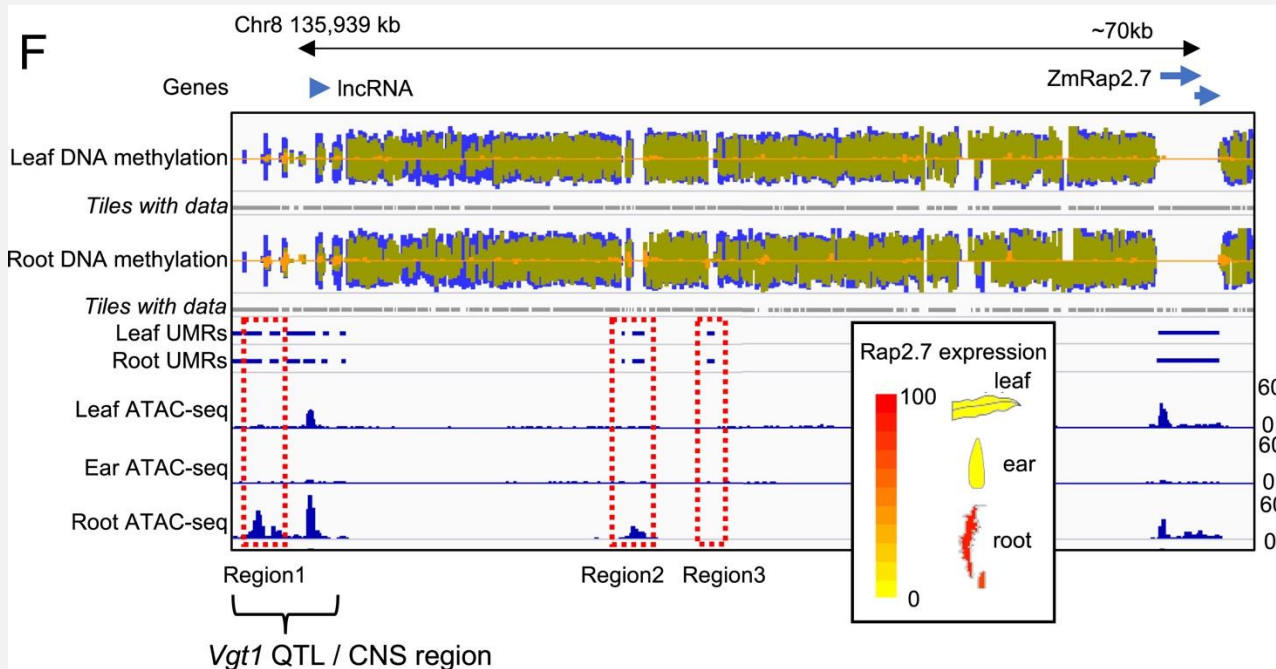 F
Chr8 135,939 kb
~70kb
Genes
lncRNA
ZmRap2.7
Leaf DNA methylation
Tiles with data
Root DNA methylation
Tiles with data
Leaf UMRs
Root UMRs
Leaf ATAC-seq
60
0
Ear ATAC-seq
60
0
Root ATAC-seq
60
0
Rap2.7 expression
leaf
100
ear
root
0
Region1
Region2
Region3
Vgt1 QTL / CNS region